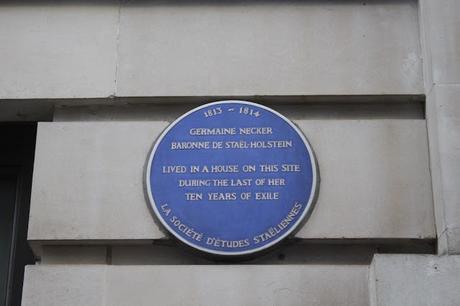 1813 - 1814
GERMAINE NECKER
BARONNE DE STAËL-HOLSTEIN
LIVED IN A HOUSE ON THIS SITE
DURING THE LAST OF HER
TEN YEARS OF EXILE
LA SOCIÉTÉ D'ÉTUDES STAËLIENNES